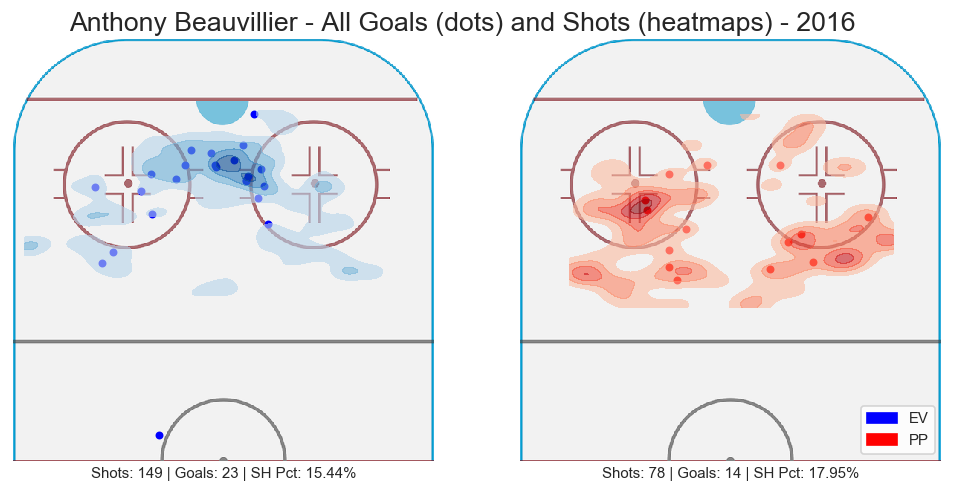 Anthony Beauvillier - All Goals (dots) and Shots (heatmaps) - 2016
EV
PP
Shots: 149 | Goals: 23 | SH Pct: 15.44%
Shots: 78 | Goals: 14 | SH Pct: 17.95%